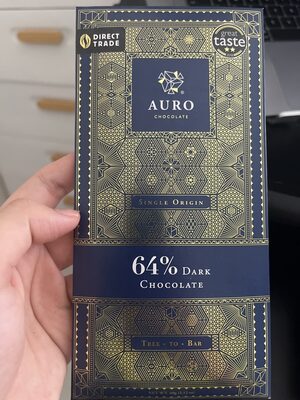 DIRECT
TRADE
great
taste
AURO
CHOCOLATE
SINGLE ORIGIN
64% DARK
CHOCOLATE
TREE - TO - BAR